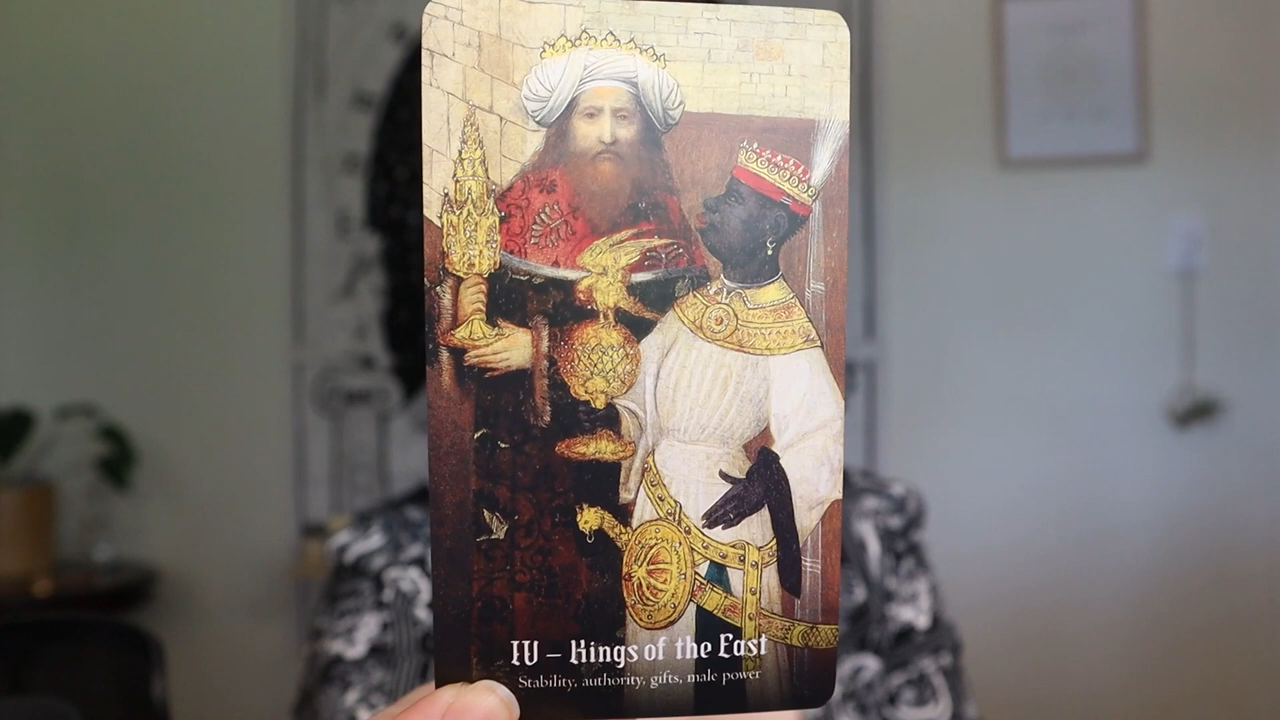 IV – Kings of the East
Stability, authority, gifts, male power